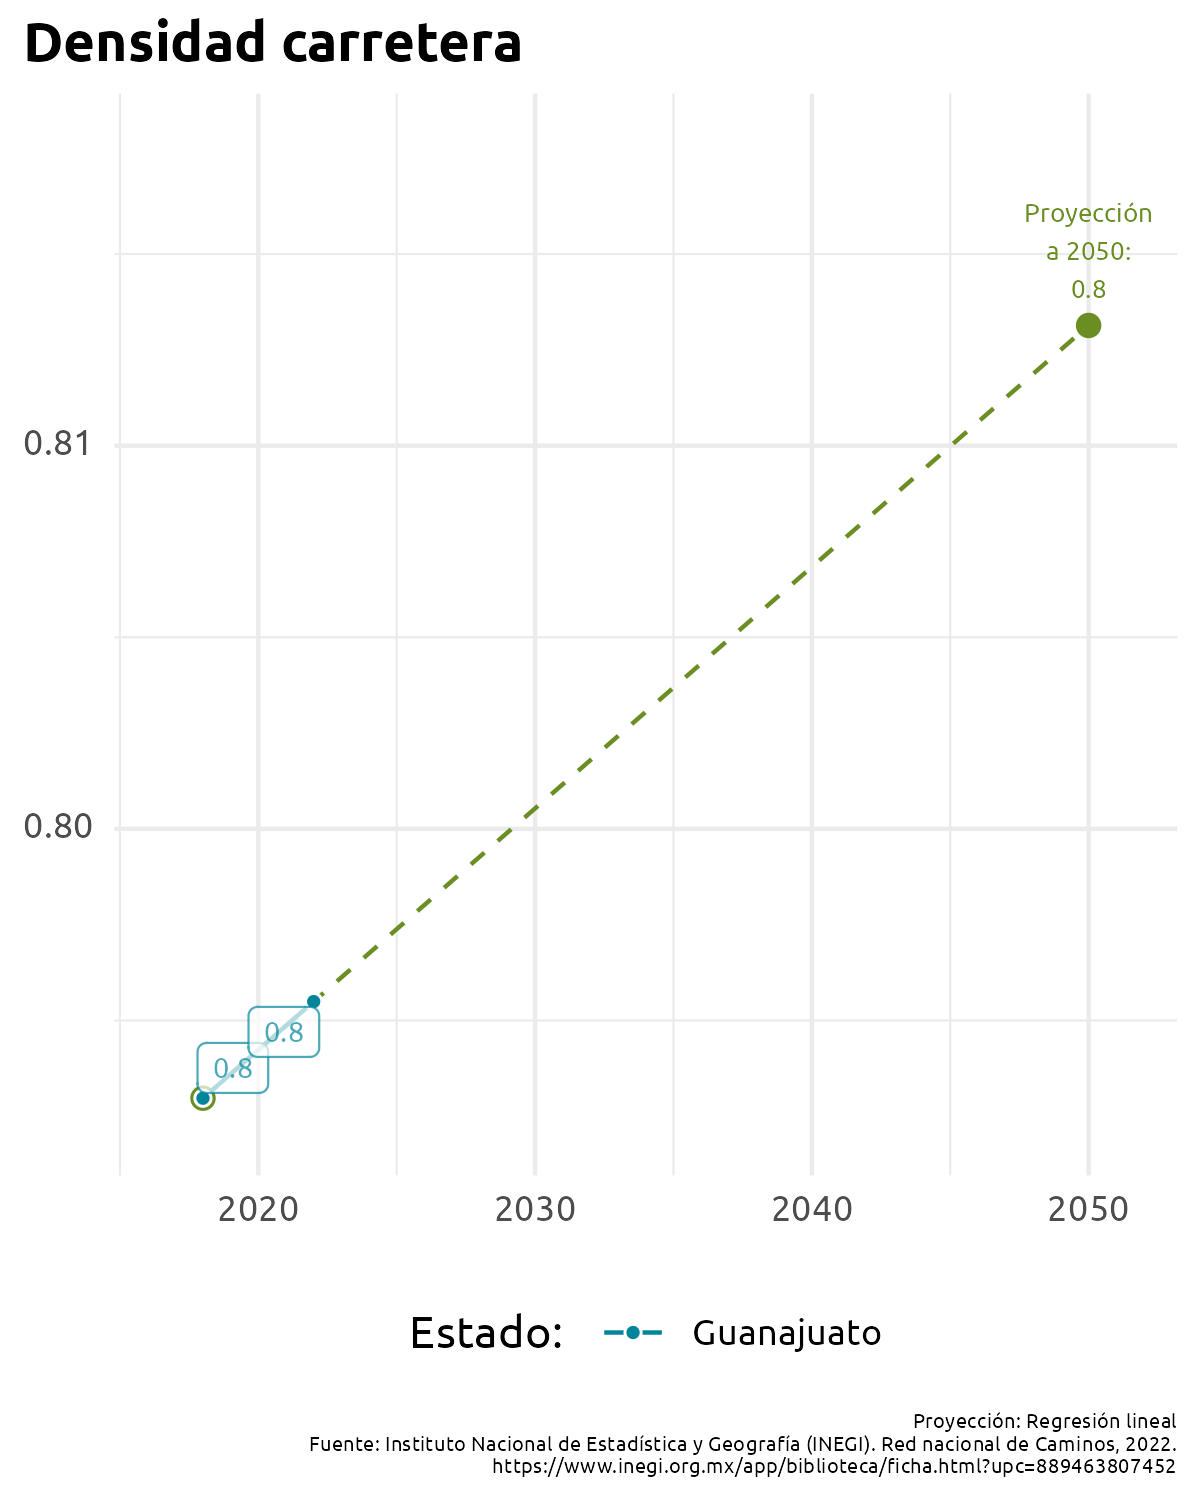 Densidad carretera
Proyección
a 2050:
0.8
0.81
0.80
0.8
0.8
2020
2030
2040
2050
Estado:
Guanajuato
Proyección: Regresión lineal
Fuente: Instituto Nacional de Estadística y Geografía (INEGI). Red nacional de Caminos, 2022.
https://www.inegi.org.mx/app/biblioteca/ficha.html?upc=889463807452